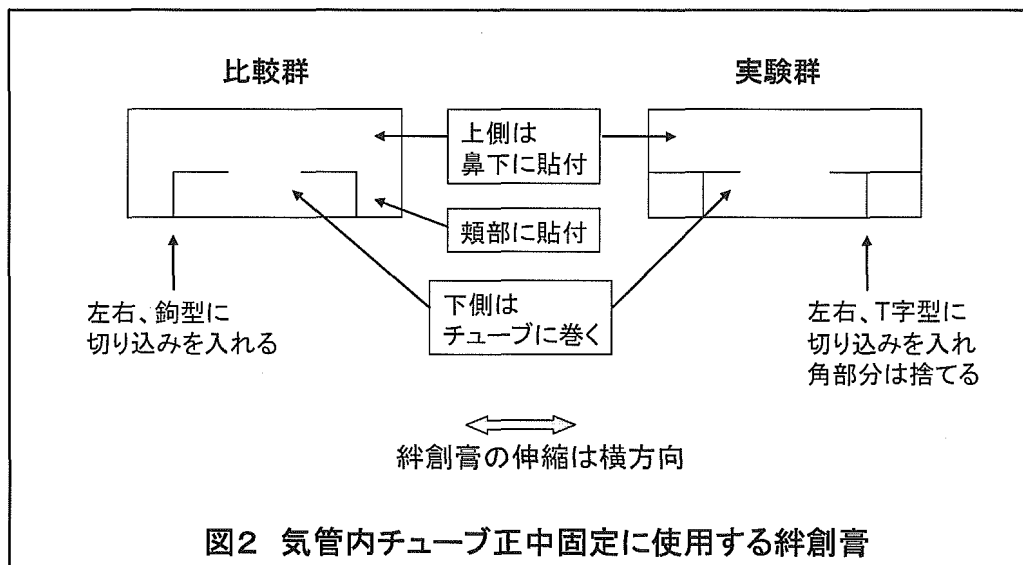 比較群
実験群
上側は
鼻下に貼付
頬部に貼付
下側は
チューブに巻く
左右、鉤型に
切り込みを入れる
左右、T字型に
切り込みを入れ
角部分は捨てる
絆創膏の伸縮は横方向
図2 気管内チューブ正中固定に使用する絆創膏